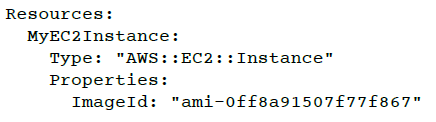 Resources:
  MyEC2Instance:
    Type: "AWS::EC2::Instance"
    Properties:
      ImageId: "ami-0ff8a91507f77f867"